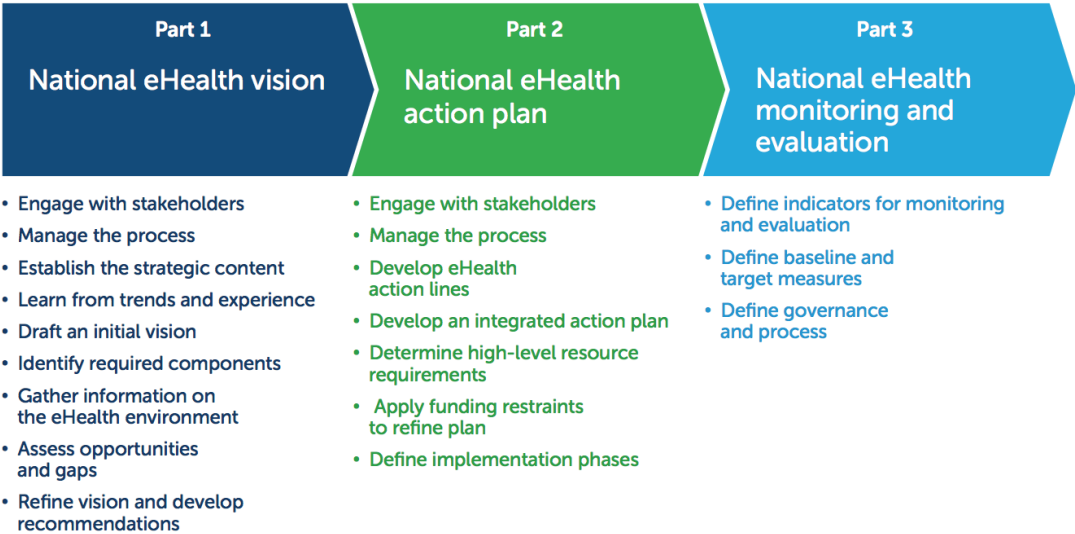 Part 1
National eHealth vision
• Engage with stakeholders
• Manage the process
• Establish the strategic content
• Learn from trends and experience
• Draft an initial vision
• Identify required components
• Gather information on
the eHealth environment
• Assess opportunities
and gaps
• Refine vision and develop
recommendations
Part 2
National eHealth
action plan
• Engage with stakeholders
• Manage the process
• Develop eHealth
action lines
• Develop an integrated action plan
• Determine high-level resource
requirements
• Apply funding restraints
to refine plan
• Define implementation phases
Part 3
National eHealth
monitoring and
evaluation
• Define indicators for monitoring
and evaluation
• Define baseline and
target measures
• Define governance
and process